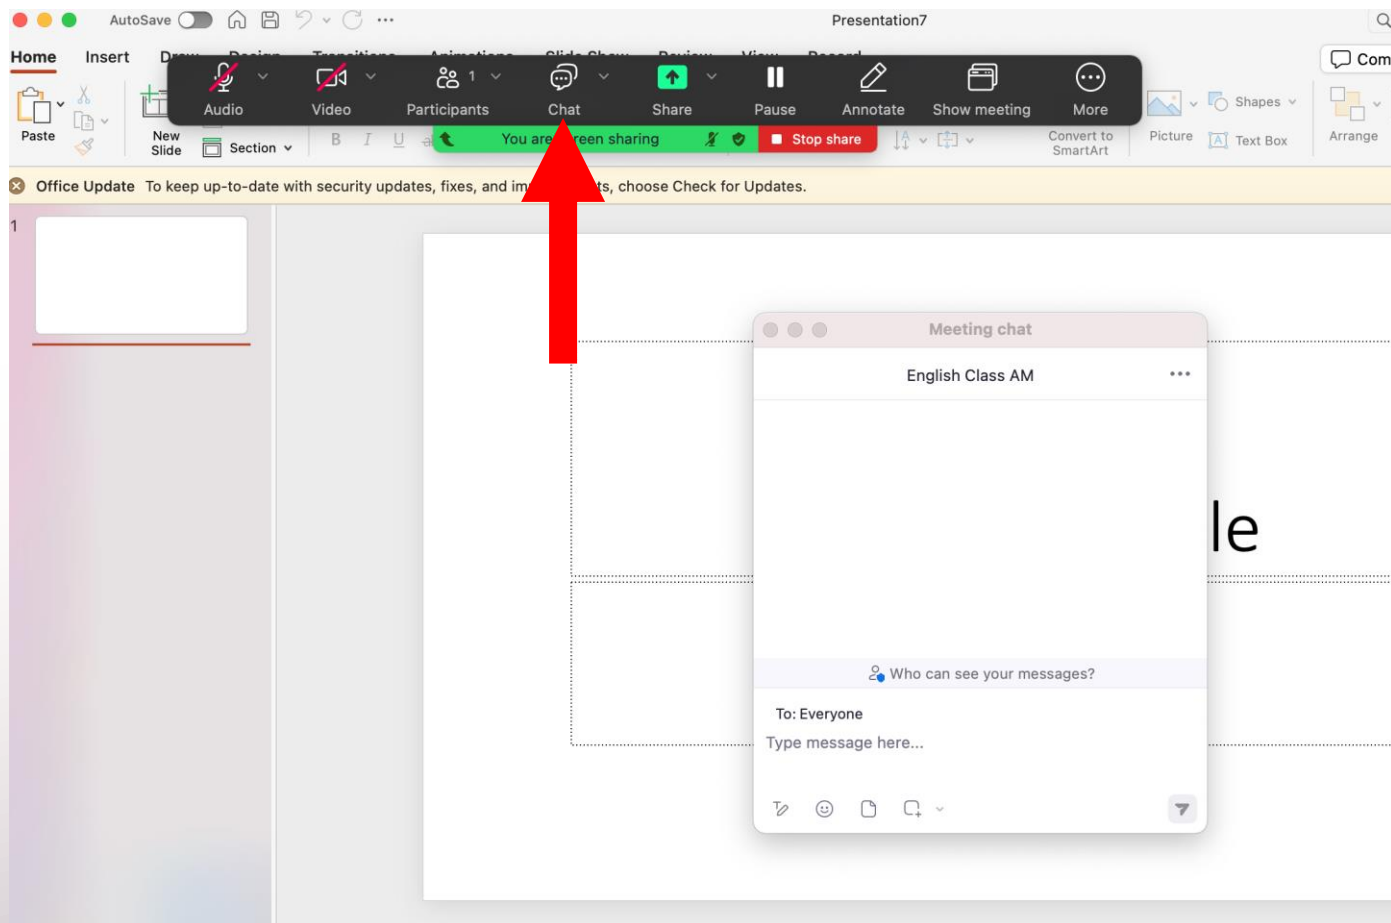 AutoSave
Presentation7
Home Insert
Com
Audio Video Participants 1 Chat Share Pause Annotate Show meeting More
Paste
New
Slide
Section
B I U
You are screen sharing
Stop share
Convert to
SmartArt
Picture
Shapes
Text Box
Arrange
Office Update To keep up-to-date with security updates, fixes, and choose Check for Updates.
1
Meeting chat
English Class AM
le
Who can see your messages?
To: Everyone
Type message here...